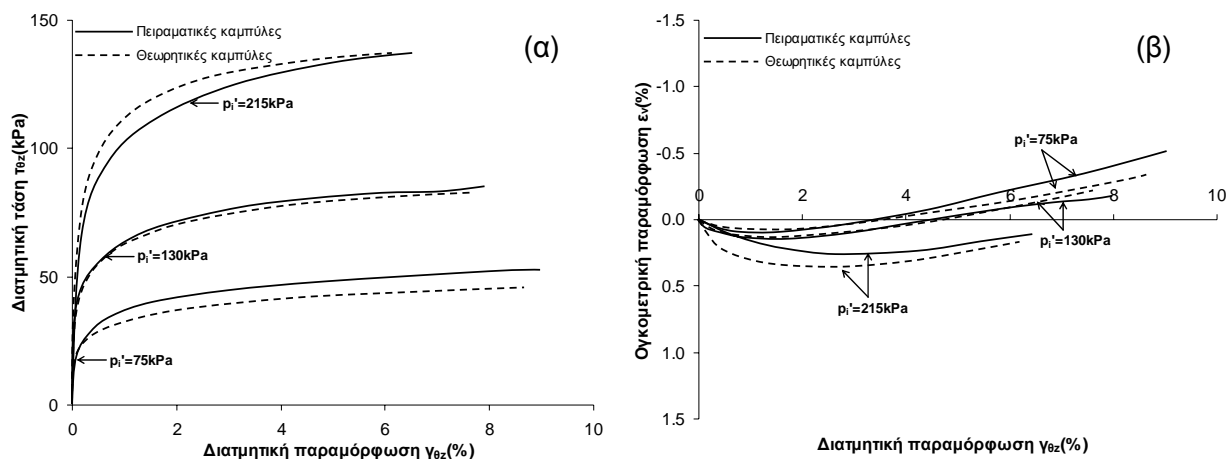 150
100
50
0
0
2
4
6
8
10
Διατμητική τάση τθz(kPa)
Διατμητική παραμόρφωση γθz(%)
Πειραματικές καμπύλες
Θεωρητικές καμπύλες
(α)
pi'=215kPa
pi'=130kPa
pi'=75kPa
-1.5
-1.0
-0.5
0.0
0.5
1.0
1.5
0
2
4
6
8
10
Ογκομετρική παραμόρφωση εv(%)
Διατμητική παραμόρφωση γθz(%)
Πειραματικές καμπύλες
Θεωρητικές καμπύλες
(β)
pi'=75kPa
pi'=130kPa
pi'=215kPa